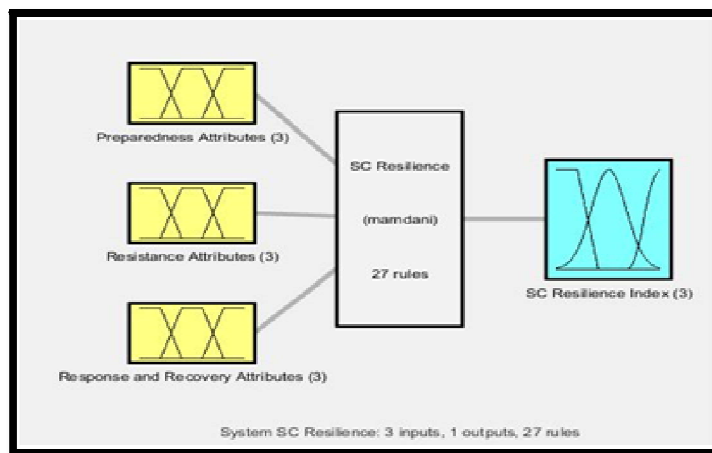 Preparedness Attributes (3)
Resistance Attributes (3)
Response and Recovery Attributes (3)
SC Resilience
(mamdani)
27 rules
SC Resilience Index (3)
System SC Resilience: 3 inputs, 1 outputs, 27 rules